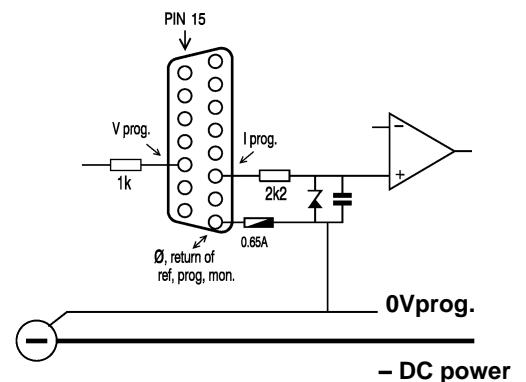 PIN 15
V prog.
I prog.
1k
2k2
0.65A
Ø, return of
ref, prog, mon.
0Vprog.
– DC power